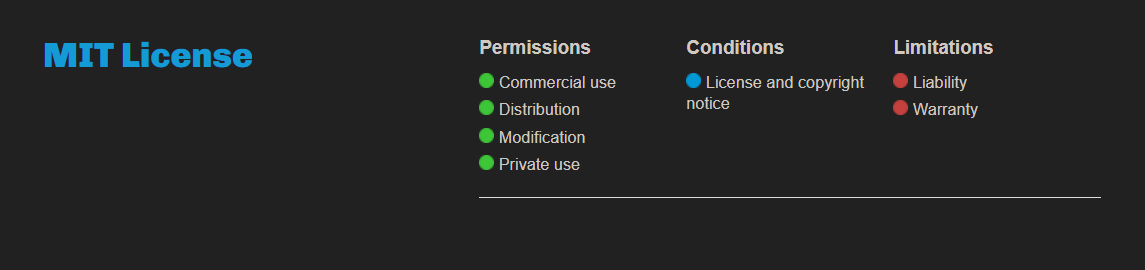 MIT License
Permissions
Commercial use
Distribution
Modification
Private use
Conditions
License and copyright
notice
Limitations
Liability
Warranty